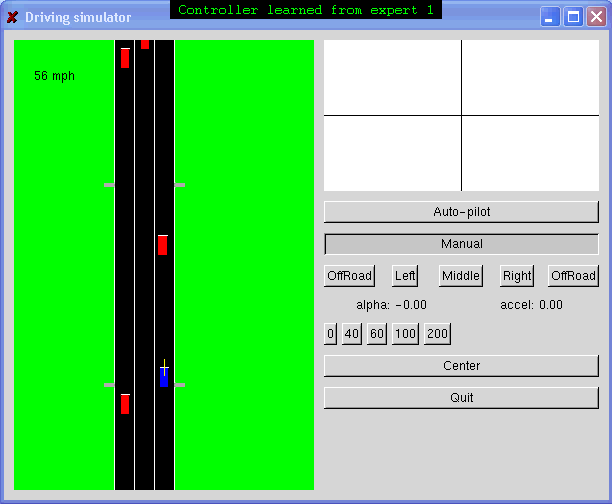 Controller learned from expert 1
Driving simulator
56 mph
Auto-pilot
Manual
OffRoad Left Middle Right OffRoad
alpha: -0.00 accel: 0.00
0 40 60 100 200
Center
Quit